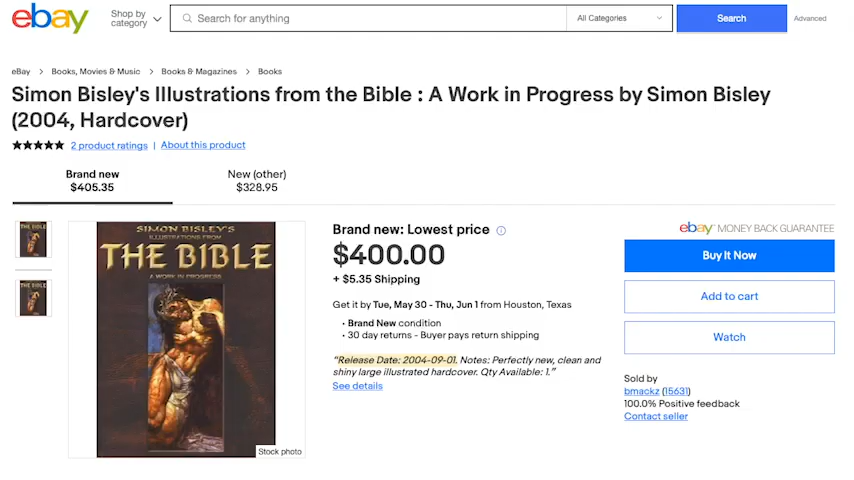 ebay
Shop by
category
Search for anything
All Categories
Search
Advanced
eBay > Books, Movies & Music > Books & Magazines > Books
Simon Bisley's Illustrations from the Bible : A Work in Progress by Simon Bisley
(2004, Hardcover)
★★★★★ 2 product ratings | About this product
Brand new
$405.35
New (other)
$328.95
THE BIBLE
THE BIBLE
SIMON BISLEY'S
ILLUSTRATIONS FROM
THE BIBLE
A WORK IN PROGRESS
Stock photo
Brand new: Lowest price
$400.00
+ $5.35 Shipping
Get it by Tue, May 30 - Thu, Jun 1 from Houston, Texas
• Brand New condition
• 30 day returns - Buyer pays return shipping
“Release Date: 2004-09-01. Notes: Perfectly new, clean and
shiny large illustrated hardcover. Qty Available: 1.”
See details
ebay MONEY BACK GUARANTEE
Buy It Now
Add to cart
Watch
Sold by
bmackz (15631)
100.0% Positive feedback
Contact seller